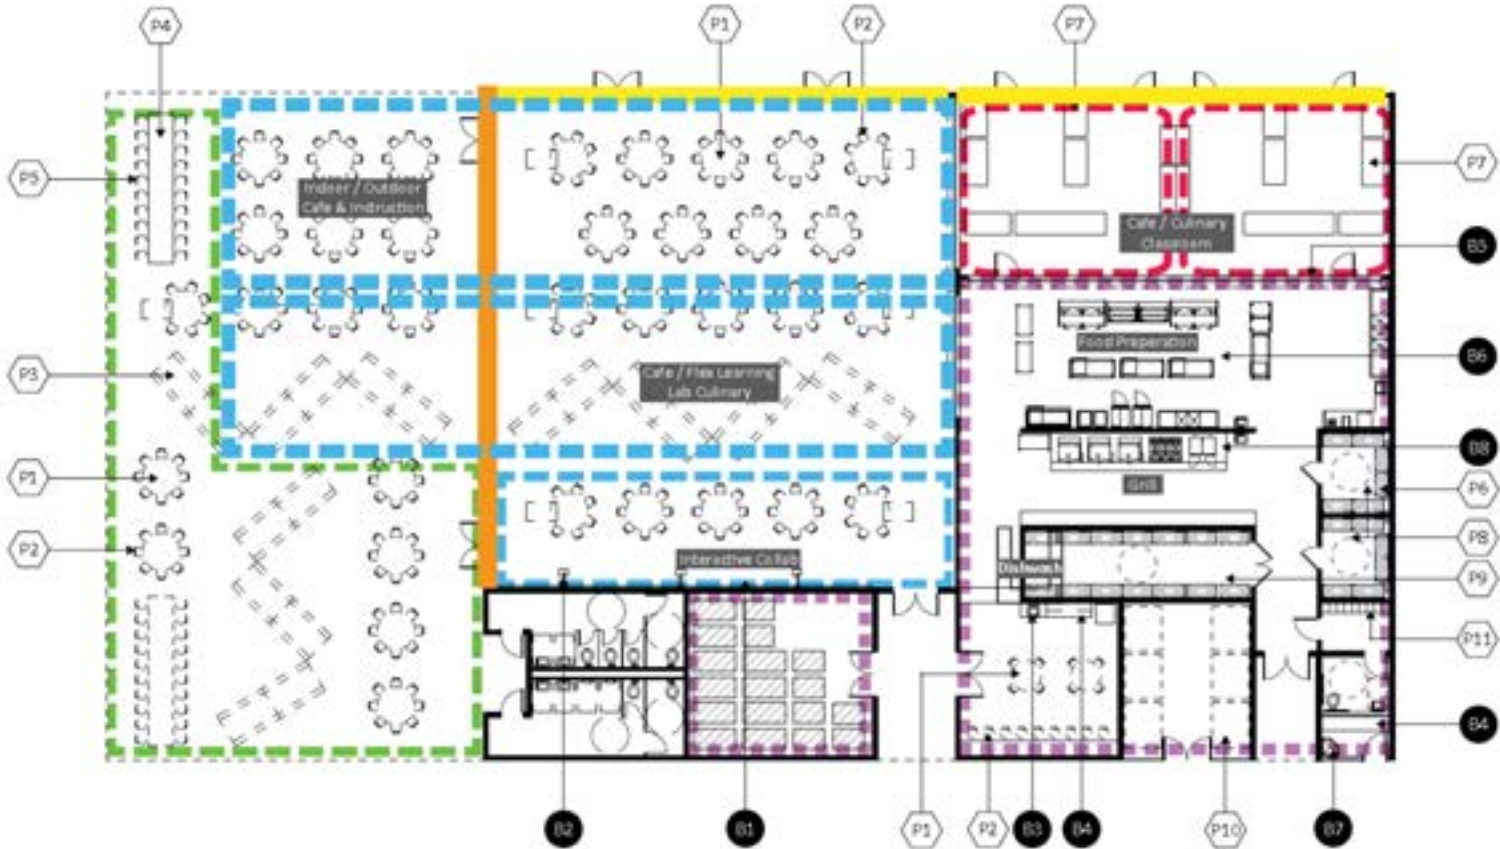 P4
P1
P2
P7
P5
P7
Indoor / Outdoor
Cafe & Instruction
Cafe / Culinary
Classroom
B5
Food Preperation
B6
P3
Cafe / Flex Learning
Lab Culinary
B8
P1
Grill
P6
P2
P8
Interactive Collab
Dishwash
P9
P11
B4
B2
B1
P1
P2
B3
B4
P10
B7